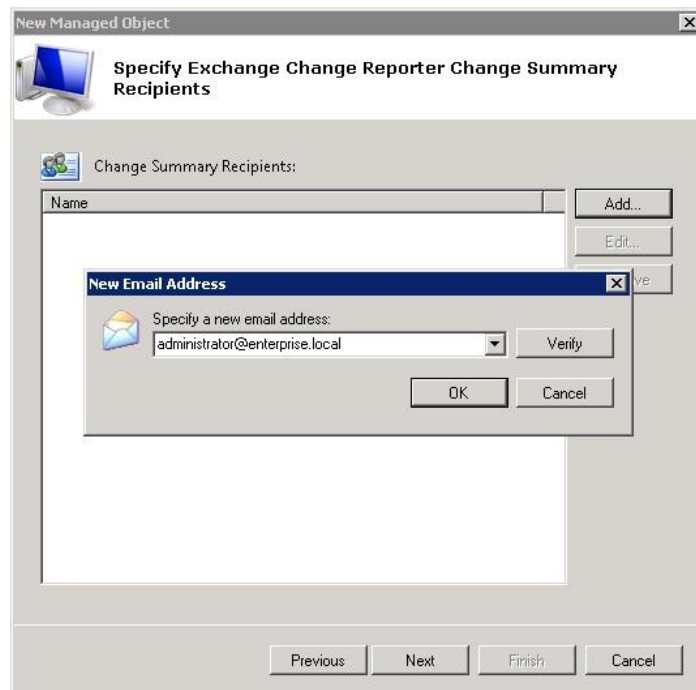 New Managed Object
Specify Exchange Change Reporter Change Summary
Recipients
Change Summary Recipients:
Name
Add...
Edit...
ve
New Email Address
Specify a new email address:
administrator@enterprise.local
Verify
OK
Cancel
Previous
Next
Finish
Cancel